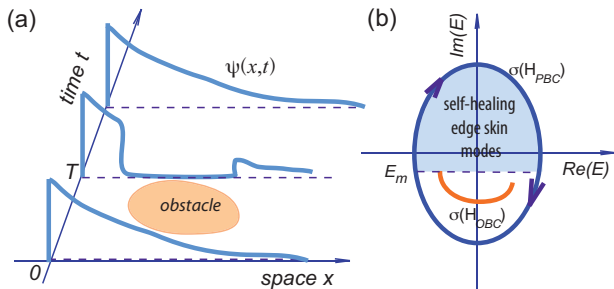 (a)
time t
ψ(x,t)
T
obstacle
0
space x
(b)
Im(E)
σ(H_PBC)
self-healing
edge skin
modes
E_m
Re(E)
σ(H_OBC)